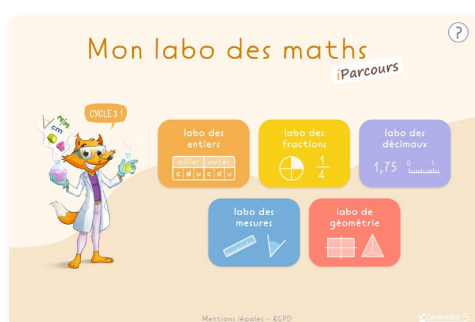 ?
Mon labo des maths
iParcours
CYCLE 3 !
cm
labo des
entiers
millier unités
c d u c d u
labo des
fractions
1
4
labo des
décimaux
1,75
0 1
labo des
mesures
labo de
géométrie
Mentions légales - RGPD
Génération 5